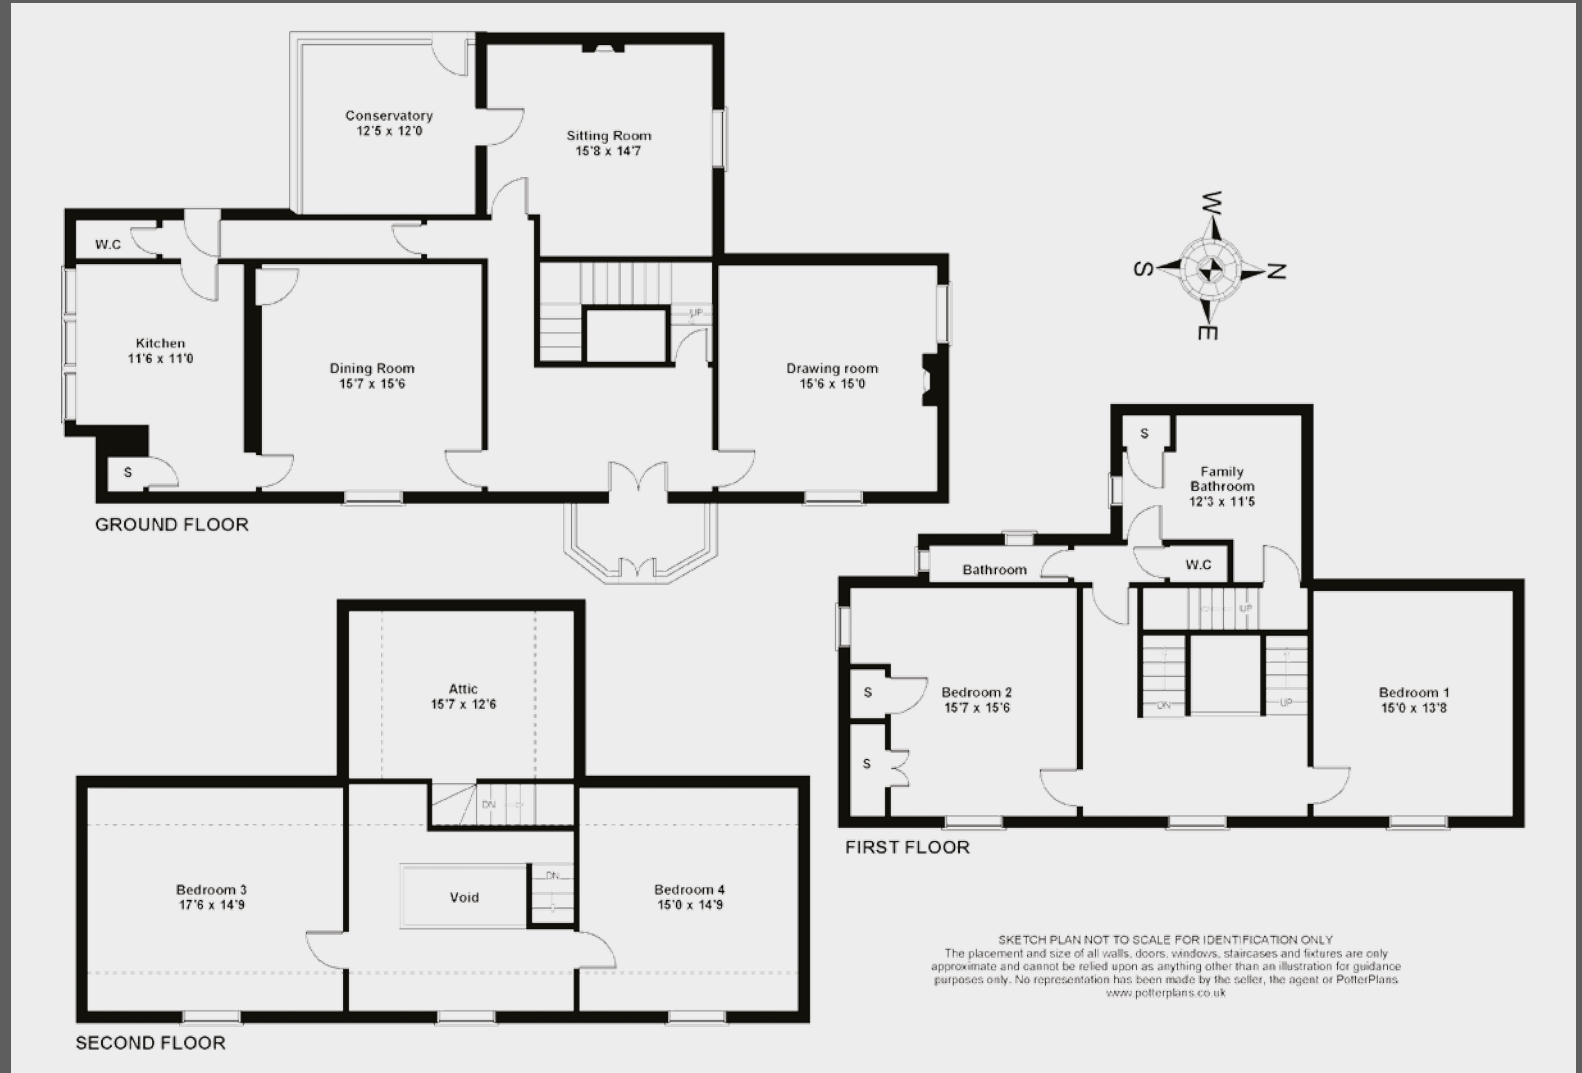 Conservatory
12'5 x 12'0
Sitting Room
15'8 x 14'7
W.C
Kitchen
11'6 x 11'0
Dining Room
15'7 x 15'6
UP
Drawing room
15'6 x 15'0
S
GROUND FLOOR
W
S
N
E
S
Family
Bathroom
12'3 x 11'5
Bathroom
W.C
UP
S
Bedroom 2
15'7 x 15'6
S
DN
UP
Bedroom 1
15'0 x 13'8
FIRST FLOOR
Attic
15'7 x 12'6
DN
Bedroom 3
17'6 x 14'9
Void
DN
Bedroom 4
15'0 x 14'9
SECOND FLOOR
SKETCH PLAN NOT TO SCALE FOR IDENTIFICATION ONLY
The placement and size of all walls, doors, windows, staircases and fixtures are only
approximate and cannot be relied upon as anything other than an illustration for guidance
purposes only. No representation has been made by the seller, the agent or PotterPlans
www.potterplans.co.uk